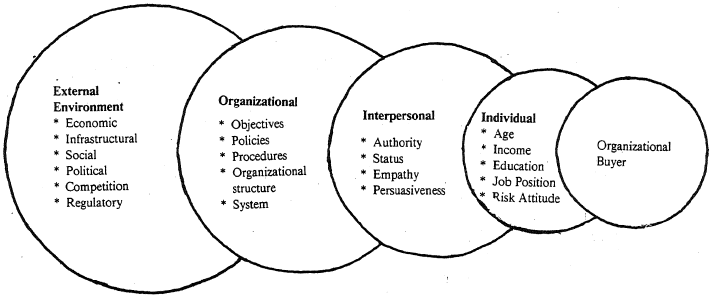 External
Environment
* Economic
* Infrastructural
* Social
* Political
* Competition
* Regulatory
Organizational
* Objectives
* Policies
* Procedures
* Organizational
structure
* System
Interpersonal
* Authority
* Status
* Empathy
* Persuasiveness
Individual
* Age
* Income
* Education
* Job Position
* Risk Attitude
Organizational
Buyer